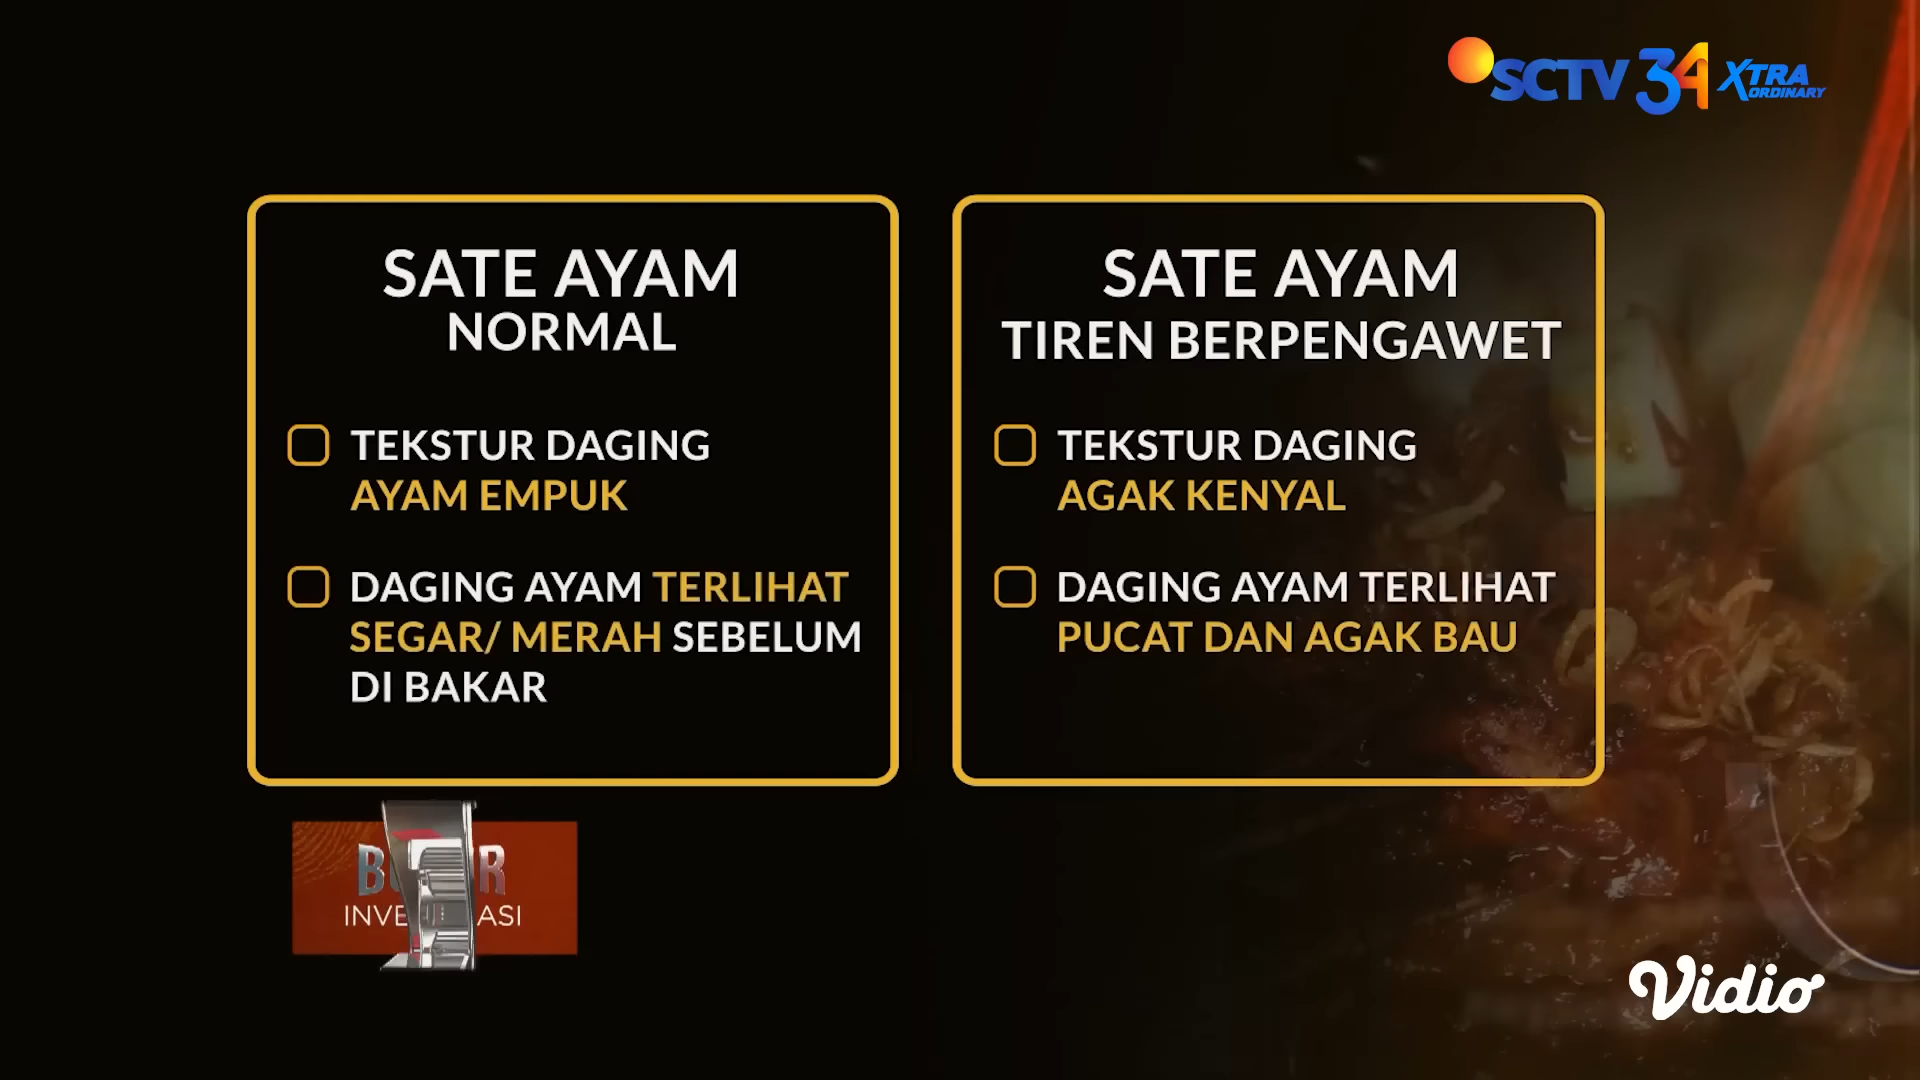 SCTV 34 XTRA
ORDINARY
SATE AYAM
NORMAL
TEKSTUR DAGING
AYAM EMPUK
DAGING AYAM TERLIHAT
SEGAR/ MERAH SEBELUM
DI BAKAR
SATE AYAM
TIREN BERPENGAWET
TEKSTUR DAGING
AGAK KENYAL
DAGING AYAM TERLIHAT
PUCAT DAN AGAK BAU
Vidio